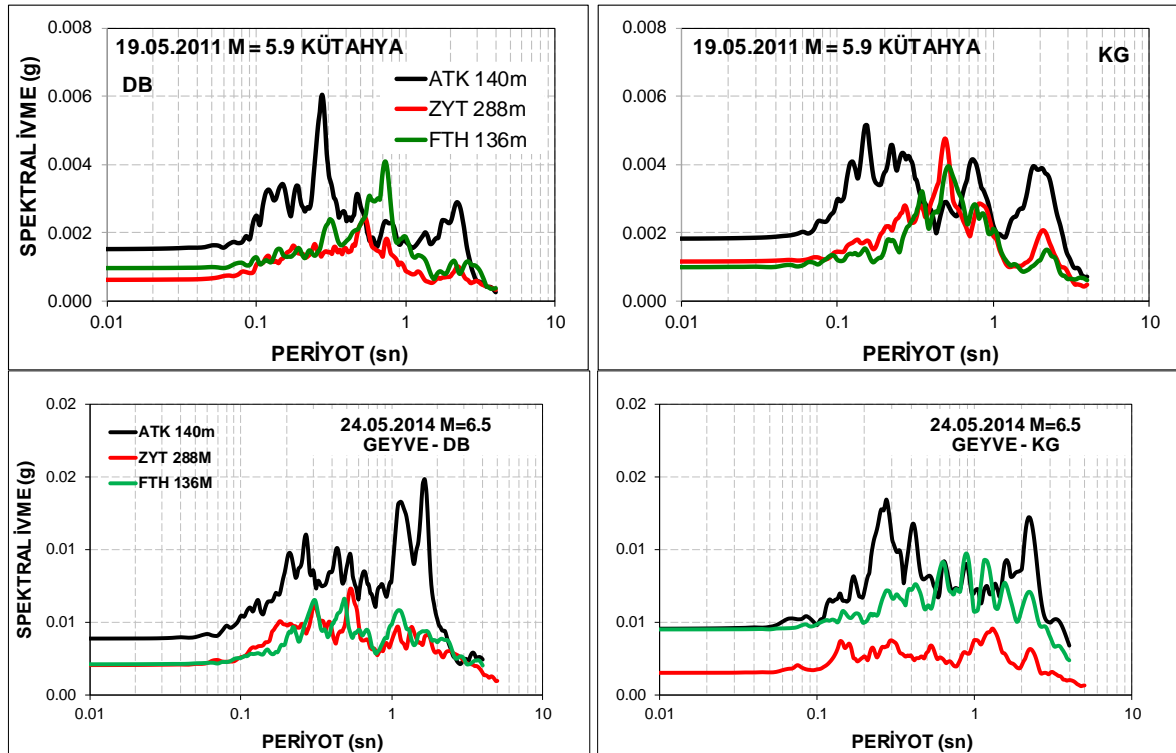 19.05.2011 M = 5.9 KÜTAHYA
DB
ATK 140m
ZYT 288m
FTH 136m
SPEKTRAL İVME (g)
0.008
0.006
0.004
0.002
0.000
0.01
0.1
1
10
PERİYOT (sn)
19.05.2011 M = 5.9 KÜTAHYA
KG
0.008
0.006
0.004
0.002
0.000
0.01
0.1
1
10
PERİYOT (sn)
24.05.2014 M=6.5
GEYVE - DB
ATK 140m
ZYT 288M
FTH 136M
SPEKTRAL İVME (g)
0.02
0.02
0.01
0.01
0.00
0.01
0.1
1
10
PERİYOT (sn)
24.05.2014 M=6.5
GEYVE - KG
0.02
0.02
0.01
0.01
0.00
0.01
0.1
1
10
PERİYOT (sn)